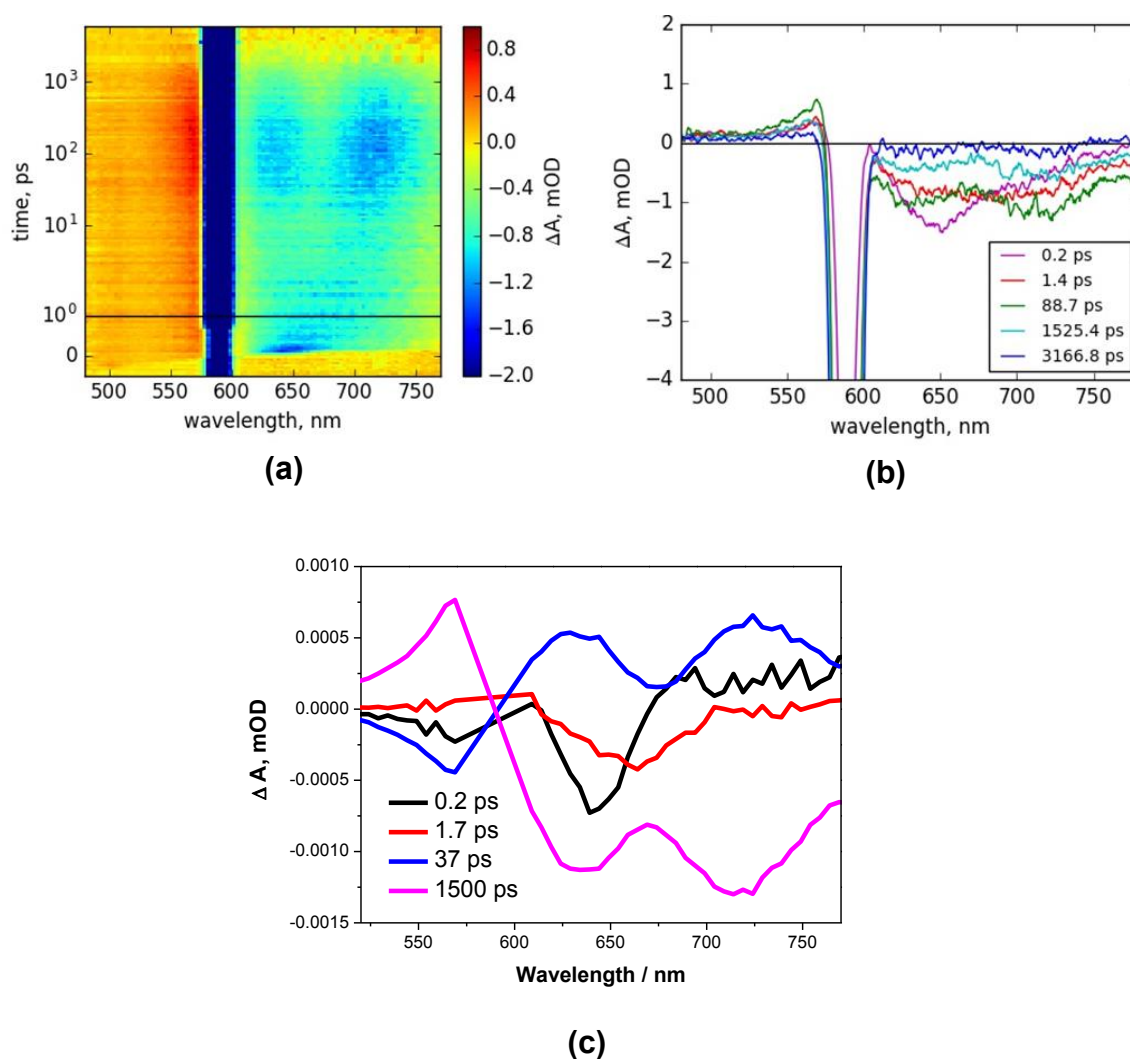 0.8
0.4
0.0
−0.4
−0.8
−1.2
−1.6
−2.0
ΔA, mOD
10³
10²
10¹
10⁰
0
time, ps
500 550 600 650 700 750
wavelength, nm
(a)
2
1
0
−1
−2
−3
−4
ΔA, mOD
0.2 ps
1.4 ps
88.7 ps
1525.4 ps
3166.8 ps
500 550 600 650 700 750
wavelength, nm
(b)
0.0010
0.0005
0.0000
-0.0005
-0.0010
-0.0015
Δ A, mOD
0.2 ps
1.7 ps
37 ps
1500 ps
550 600 650 700 750
Wavelength / nm
(c)